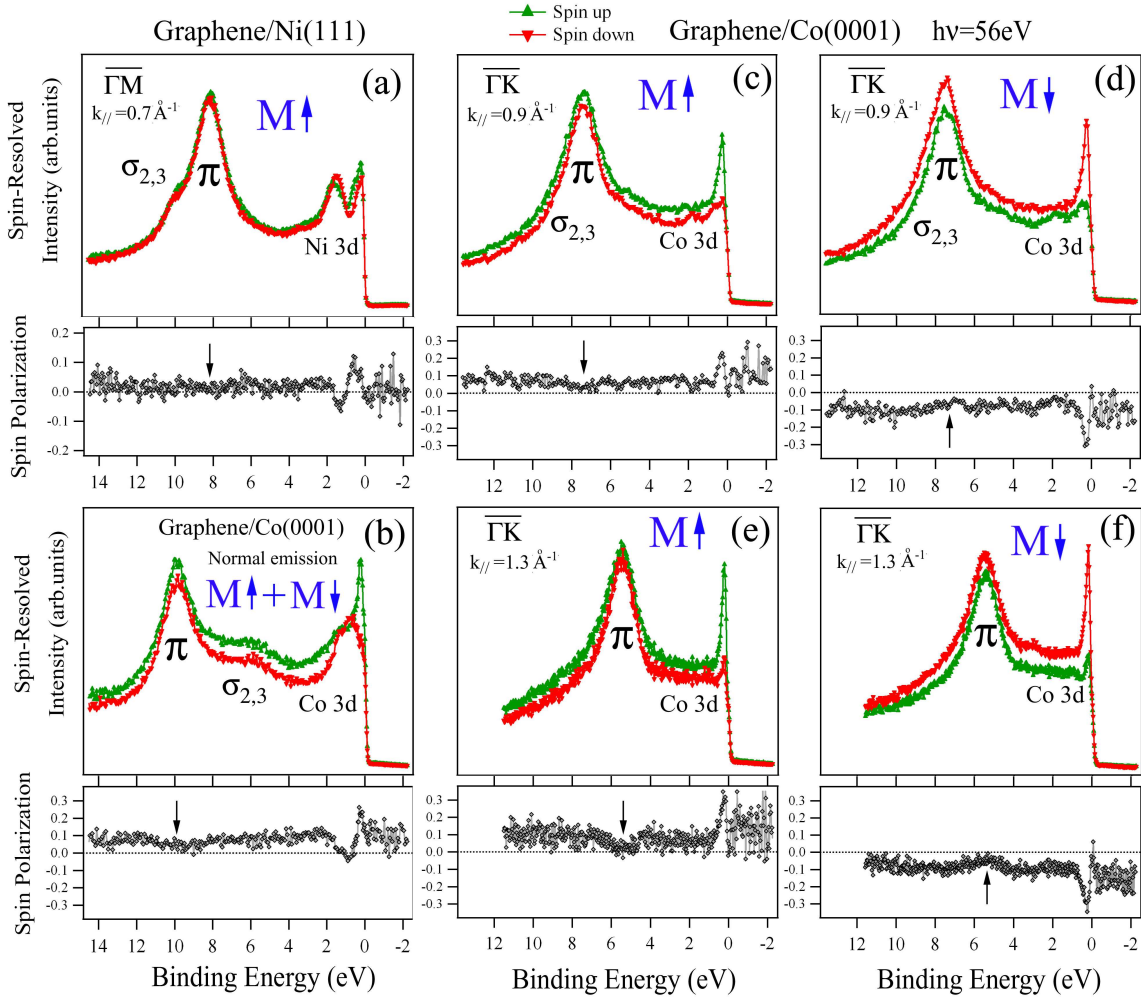 Spin up
Spin down
Graphene/Ni(111)
Graphene/Co(0001) hν=56eV
Spin-Resolved
Intensity (arb.units)
ΓM
k//=0.7 Å-1
(a)
M
σ2,3
π
Ni 3d
ΓK
k//=0.9 Å-1
(c)
M
π
σ2,3
Co 3d
ΓK
k//=0.9 Å-1
(d)
M
π
σ2,3
Co 3d
Spin Polarization
0.2
0.1
0.0
-0.1
-0.2
14 12 10 8 6 4 2 0 -2
0.3
0.2
0.1
0.0
-0.1
-0.2
-0.3
12 10 8 6 4 2 0 -2
0.3
0.2
0.1
0.0
-0.1
-0.2
-0.3
12 10 8 6 4 2 0 -2
Spin-Resolved
Intensity (arb.units)
Graphene/Co(0001)
(b)
Normal emission
M + M
π
σ2,3
Co 3d
ΓK
k//=1.3 Å-1
M
(e)
π
Co 3d
ΓK
k//=1.3 Å-1
M
(f)
π
Co 3d
Spin Polarization
0.3
0.2
0.1
0.0
-0.1
-0.2
-0.3
14 12 10 8 6 4 2 0 -2
Binding Energy (eV)
0.3
0.2
0.1
0.0
-0.1
-0.2
-0.3
12 10 8 6 4 2 0 -2
Binding Energy (eV)
0.3
0.2
0.1
0.0
-0.1
-0.2
-0.3
12 10 8 6 4 2 0 -2
Binding Energy (eV)